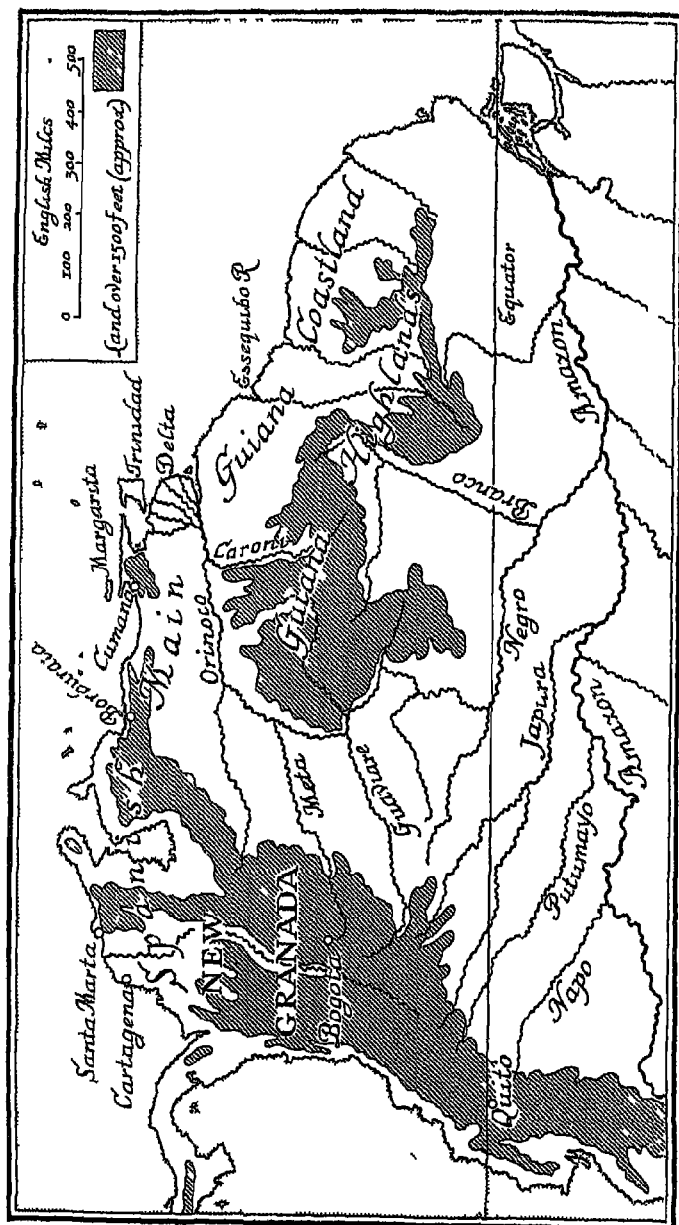 English Miles
0 100 200 300 400 500
Land over 1500 feet (approx.)
Santa Marta
Cartagena
Borburata
Cumana
Margarita
Trinidad
Delta
Spanish Main
Orinoco
Caroni
Essequibo R
Guiana Coastland
Guiana Highlands
NEW
GRANADA
Bogota
Meta
Guaviare
Branco
Negro
Equator
Quito
Japura
Putumayo
Napo
Amazon
Amazon